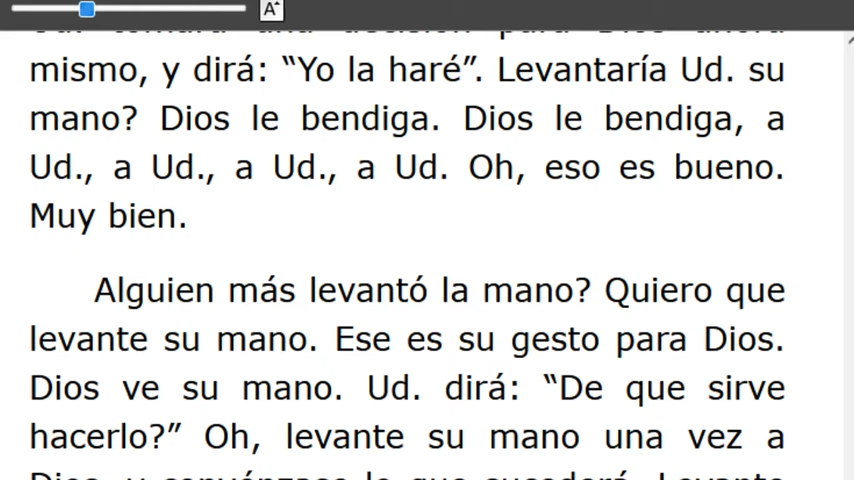 mismo, y dirá: “Yo la haré”. Levantaría Ud. su
mano? Dios le bendiga. Dios le bendiga, a
Ud., a Ud., a Ud., a Ud. Oh, eso es bueno.
Muy bien.
Alguien más levantó la mano? Quiero que
levante su mano. Ese es su gesto para Dios.
Dios ve su mano. Ud. dirá: “De que sirve
hacerlo?” Oh, levante su mano una vez a